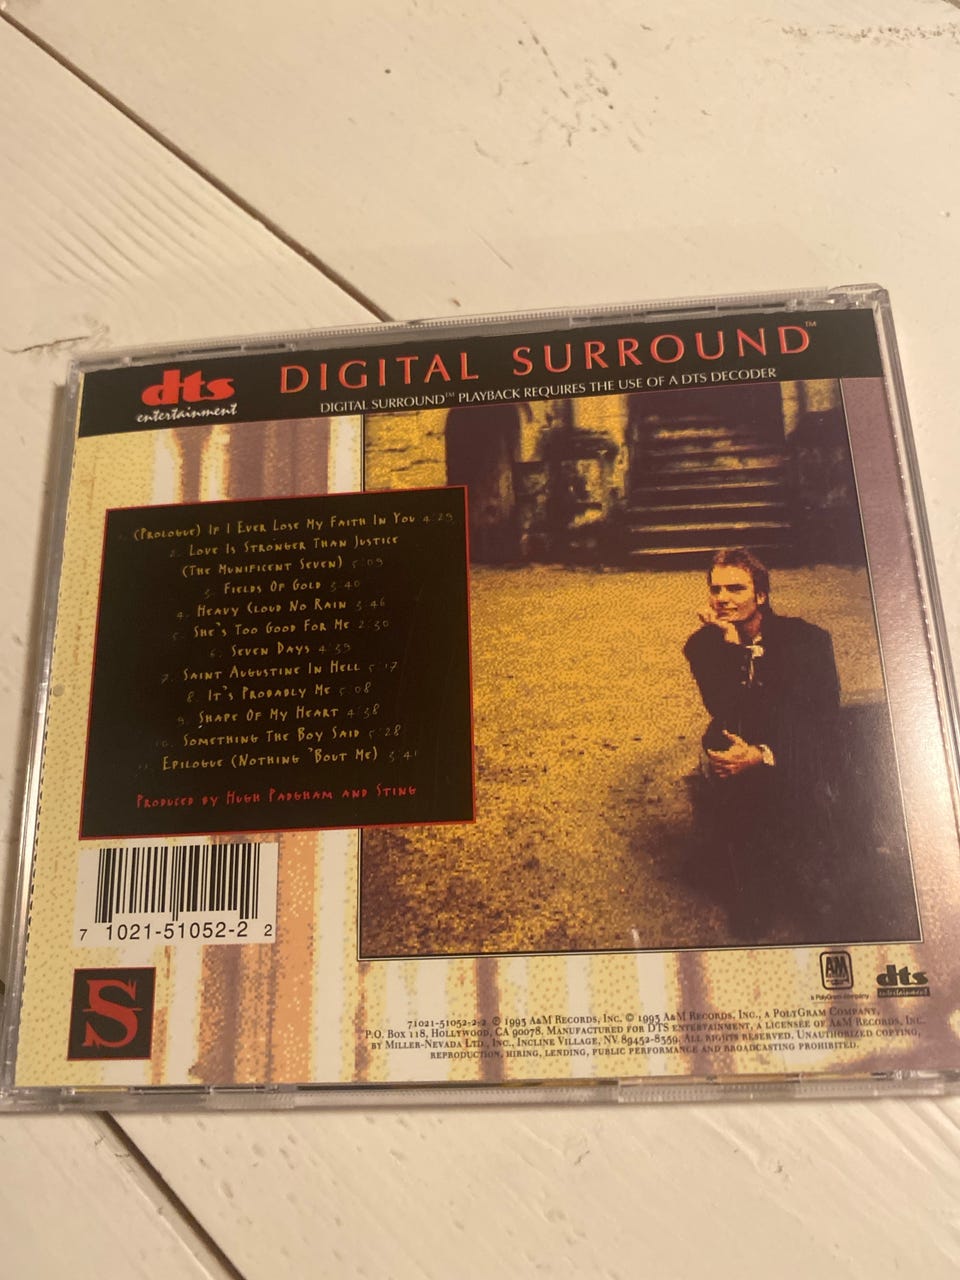 dts
entertainment
DIGITAL SURROUND™
DIGITAL SURROUND™ PLAYBACK REQUIRES THE USE OF A DTS DECODER
1. (Prologue) If I Ever Lose My Faith In You 4:29
2. Love Is Stronger Than Justice
(The Munificent Seven) 5:09
3. Fields Of Gold 3:40
4. Heavy Cloud No Rain 3:46
5. She's Too Good For Me 2:30
6. Seven Days 4:39
7. Saint Augustine In Hell 5:17
8. It's Probably Me 5:08
9. Shape Of My Heart 4:38
10. Something The Boy Said 5:28
11. Epilogue (Nothing 'Bout Me) 3:41
Produced by Hugh Padgham and Sting
7 1021-51052-2 2
S
A&M
RECORDS
a PolyGram company
dts
entertainment
71021-51052-2-2 ℗ 1993 A&M Records, Inc. © 1993 A&M Records, Inc., a PolyGram Company,
P.O. Box 118, Hollywood, CA 90078. Manufactured for DTS Entertainment, a licensee of A&M Records, Inc.
by Miller-Nevada Ltd., Inc., Incline Village, NV 89452-8359. All rights reserved. Unauthorized copying,
reproduction, hiring, lending, public performance and broadcasting prohibited.